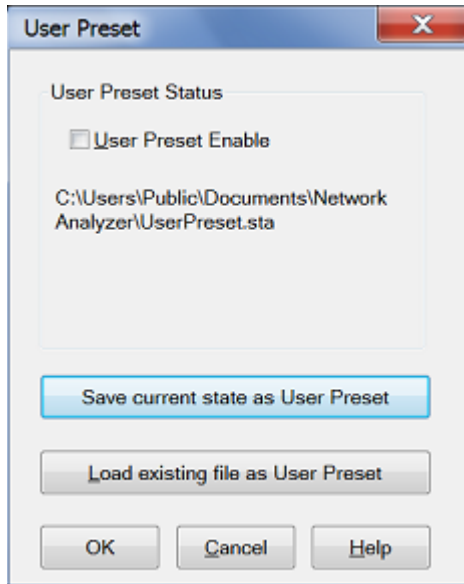 User Preset
User Preset Status
User Preset Enable
C:\Users\Public\Documents\Network
Analyzer\UserPreset.sta
Save current state as User Preset
Load existing file as User Preset
OK Cancel Help